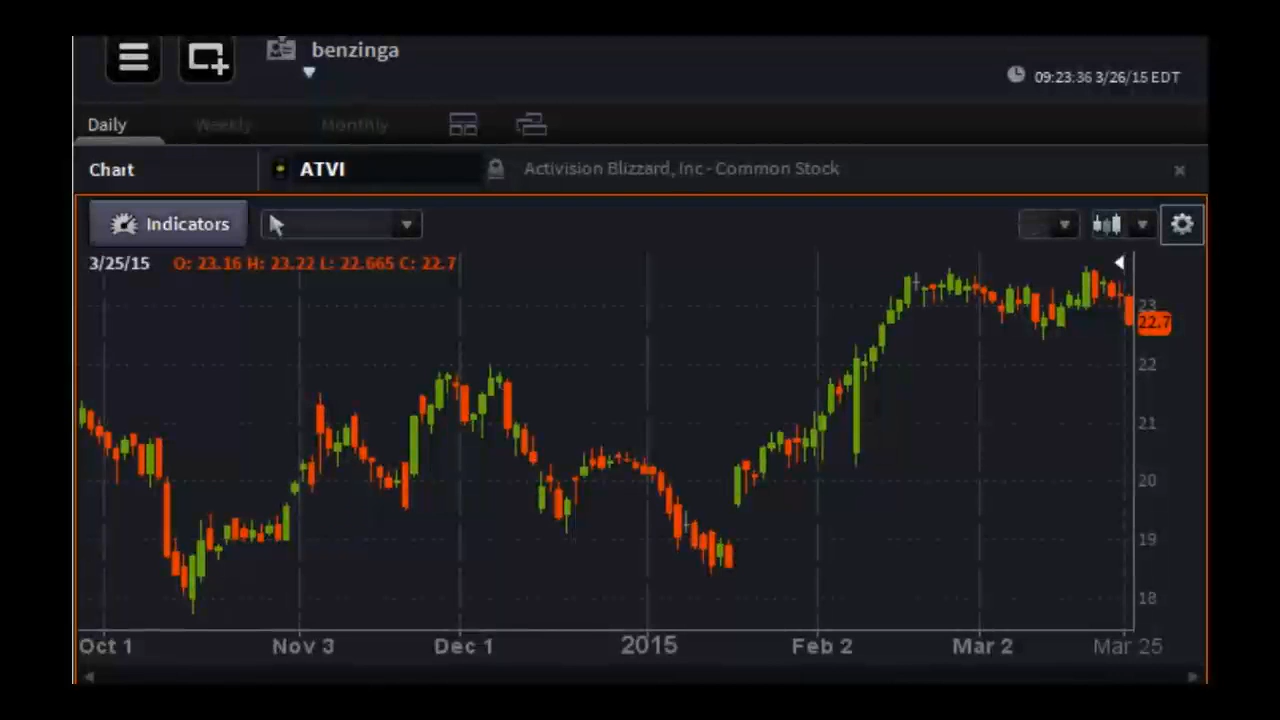 benzinga
09:23:36 3/26/15 EDT
Daily Weekly Monthly
Chart ATVI Activision Blizzard, Inc - Common Stock
Indicators
3/25/15 O: 23.16 H: 23.22 L: 22.665 C: 22.7
23
22.7
22
21
20
19
18
Oct 1 Nov 3 Dec 1 2015 Feb 2 Mar 2 Mar 25